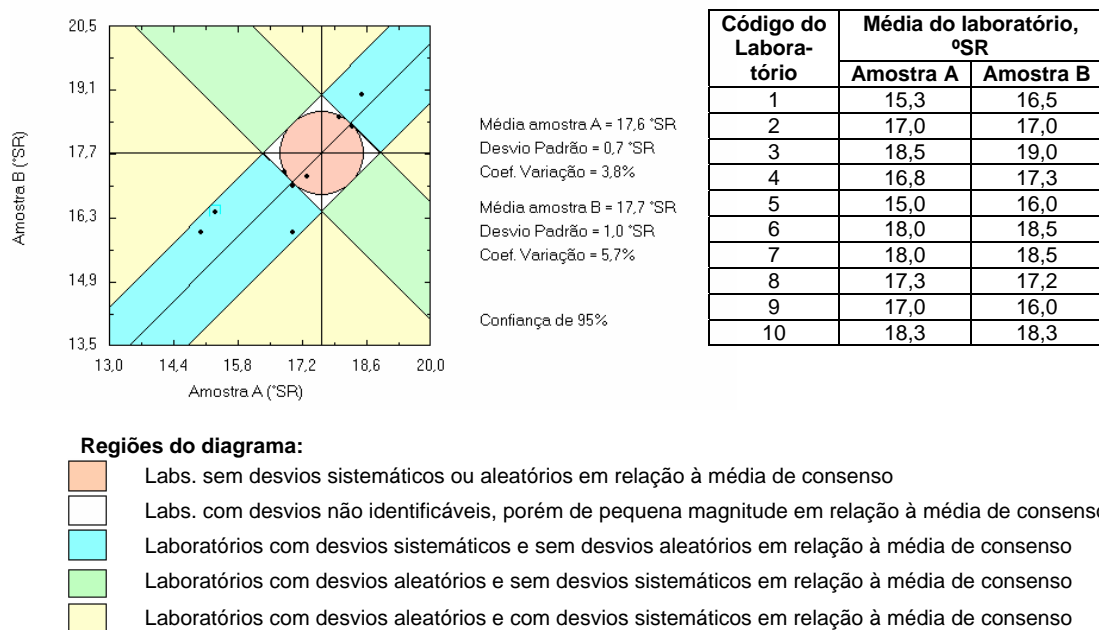 20,5
19,1
17,7
16,3
14,9
13,5
Amostra B (°SR)
13,0 14,4 15,8 17,2 18,6 20,0
Amostra A (°SR)
Média amostra A = 17,6 °SR
Desvio Padrão = 0,7 °SR
Coef. Variação = 3,8%
Média amostra B = 17,7 °SR
Desvio Padrão = 1,0 °SR
Coef. Variação = 5,7%
Confiança de 95%
Código do Média do laboratório,
Labora- ºSR
tório Amostra A Amostra B
1 15,3 16,5
2 17,0 17,0
3 18,5 19,0
4 16,8 17,3
5 15,0 16,0
6 18,0 18,5
7 18,0 18,5
8 17,3 17,2
9 17,0 16,0
10 18,3 18,3
Regiões do diagrama:
Labs. sem desvios sistemáticos ou aleatórios em relação à média de consenso
Labs. com desvios não identificáveis, porém de pequena magnitude em relação à média de consenso
Laboratórios com desvios sistemáticos e sem desvios aleatórios em relação à média de consenso
Laboratórios com desvios aleatórios e sem desvios sistemáticos em relação à média de consenso
Laboratórios com desvios aleatórios e com desvios sistemáticos em relação à média de consenso